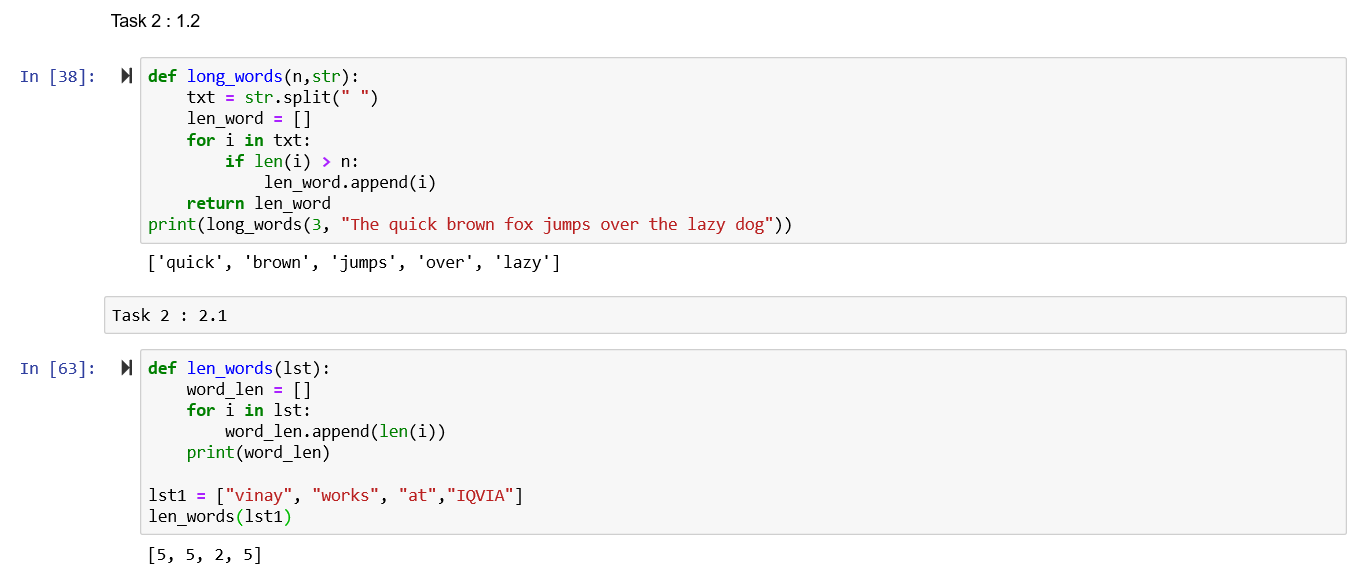 Task 2 : 1.2
In [38]:
def long_words(n,str):
    txt = str.split(" ")
    len_word = []
    for i in txt:
        if len(i) > n:
            len_word.append(i)
    return len_word
print(long_words(3, "The quick brown fox jumps over the lazy dog"))
['quick', 'brown', 'jumps', 'over', 'lazy']
Task 2 : 2.1
In [63]:
def len_words(lst):
    word_len = []
    for i in lst:
        word_len.append(len(i))
    print(word_len)

lst1 = ["vinay", "works", "at","IQVIA"]
len_words(lst1)
[5, 5, 2, 5]